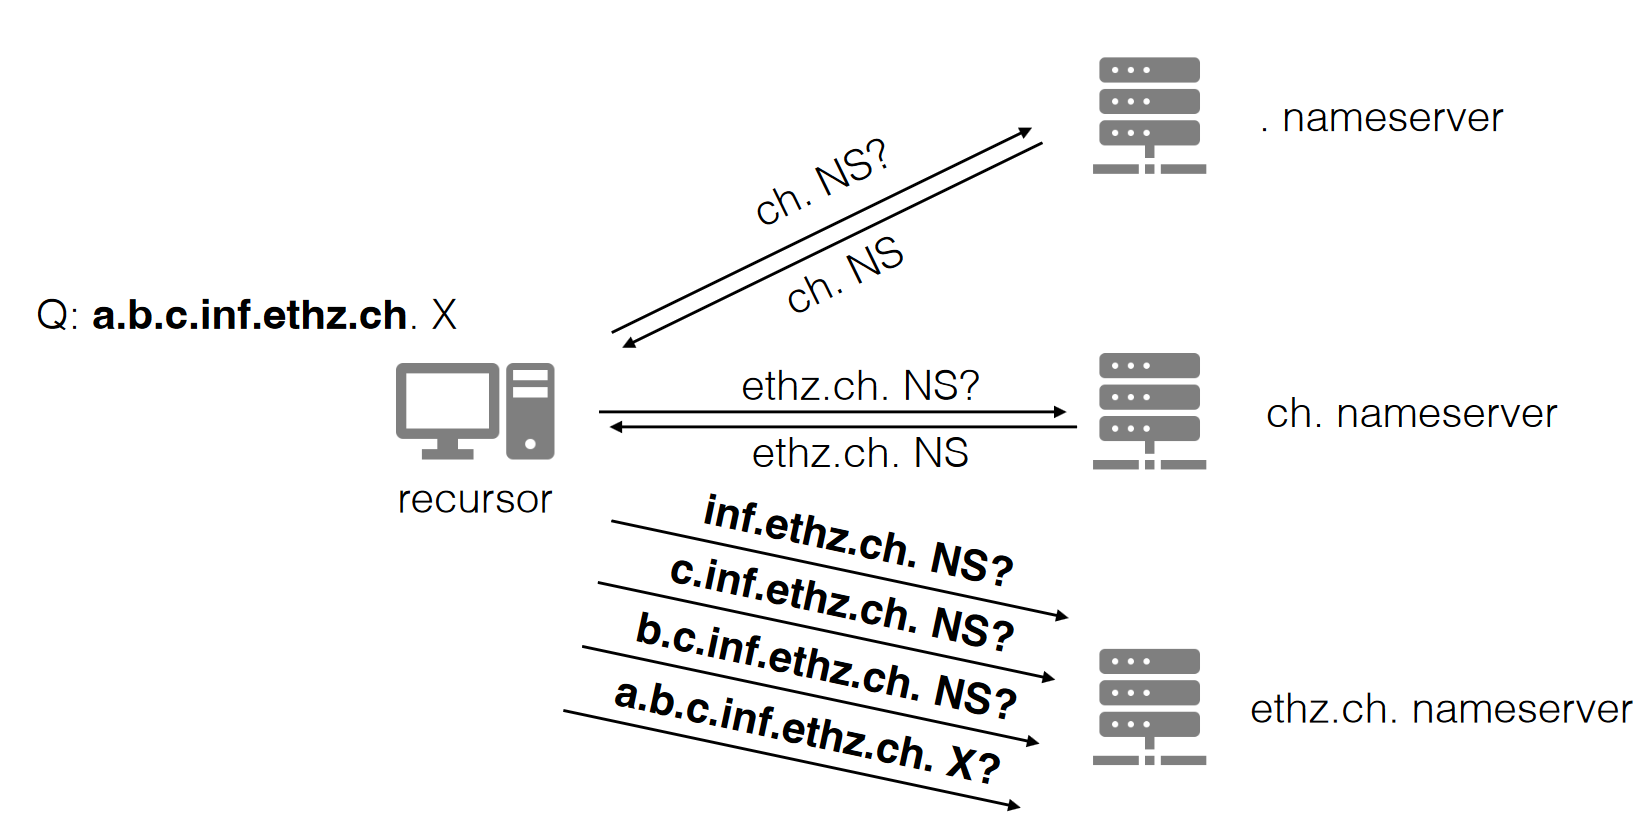 . nameserver
ch. NS?
ch. NS
Q: a.b.c.inf.ethz.ch. X
recursor
ethz.ch. NS?
ethz.ch. NS
ch. nameserver
inf.ethz.ch. NS?
c.inf.ethz.ch. NS?
b.c.inf.ethz.ch. NS?
a.b.c.inf.ethz.ch. X?
ethz.ch. nameserver